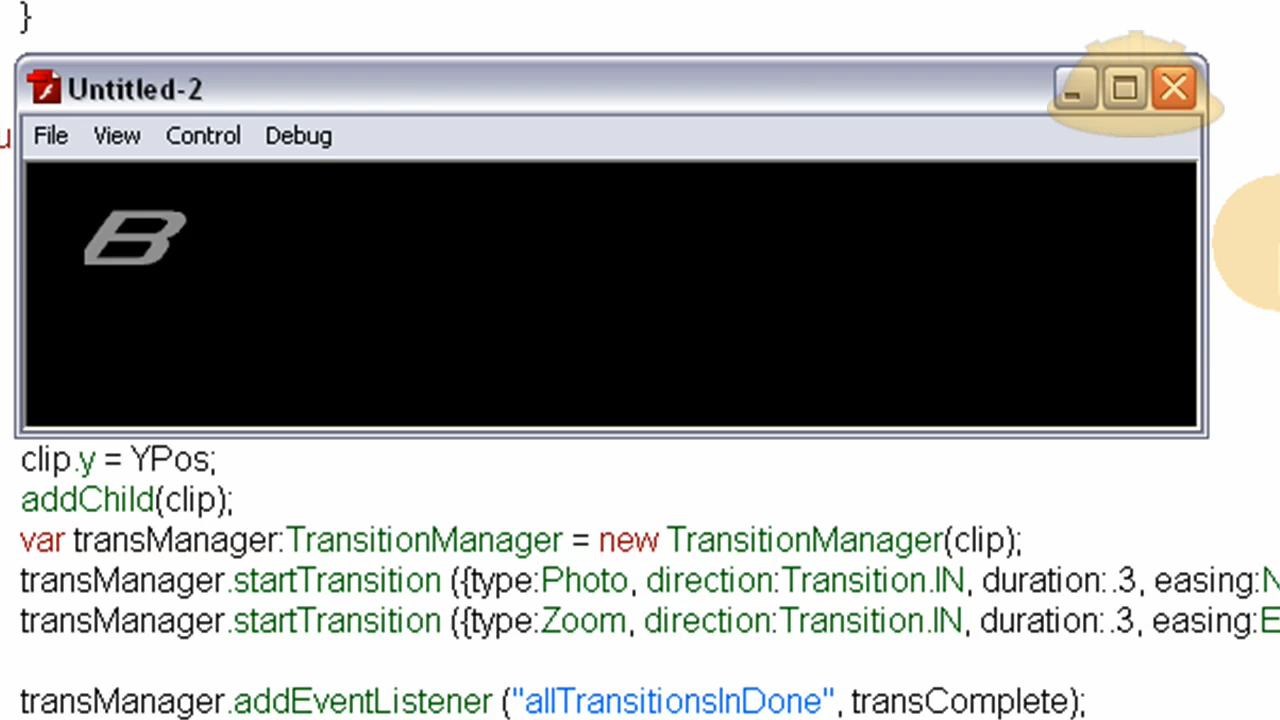 }
Untitled-2
u
File View Control Debug
B
clip.y = YPos;
addChild(clip);
var transManager:TransitionManager = new TransitionManager(clip);
transManager.startTransition ({type:Photo, direction:Transition.IN, duration:.3, easing:N
transManager.startTransition ({type:Zoom, direction:Transition.IN, duration:.3, easing:E
transManager.addEventListener ("allTransitionsInDone", transComplete);